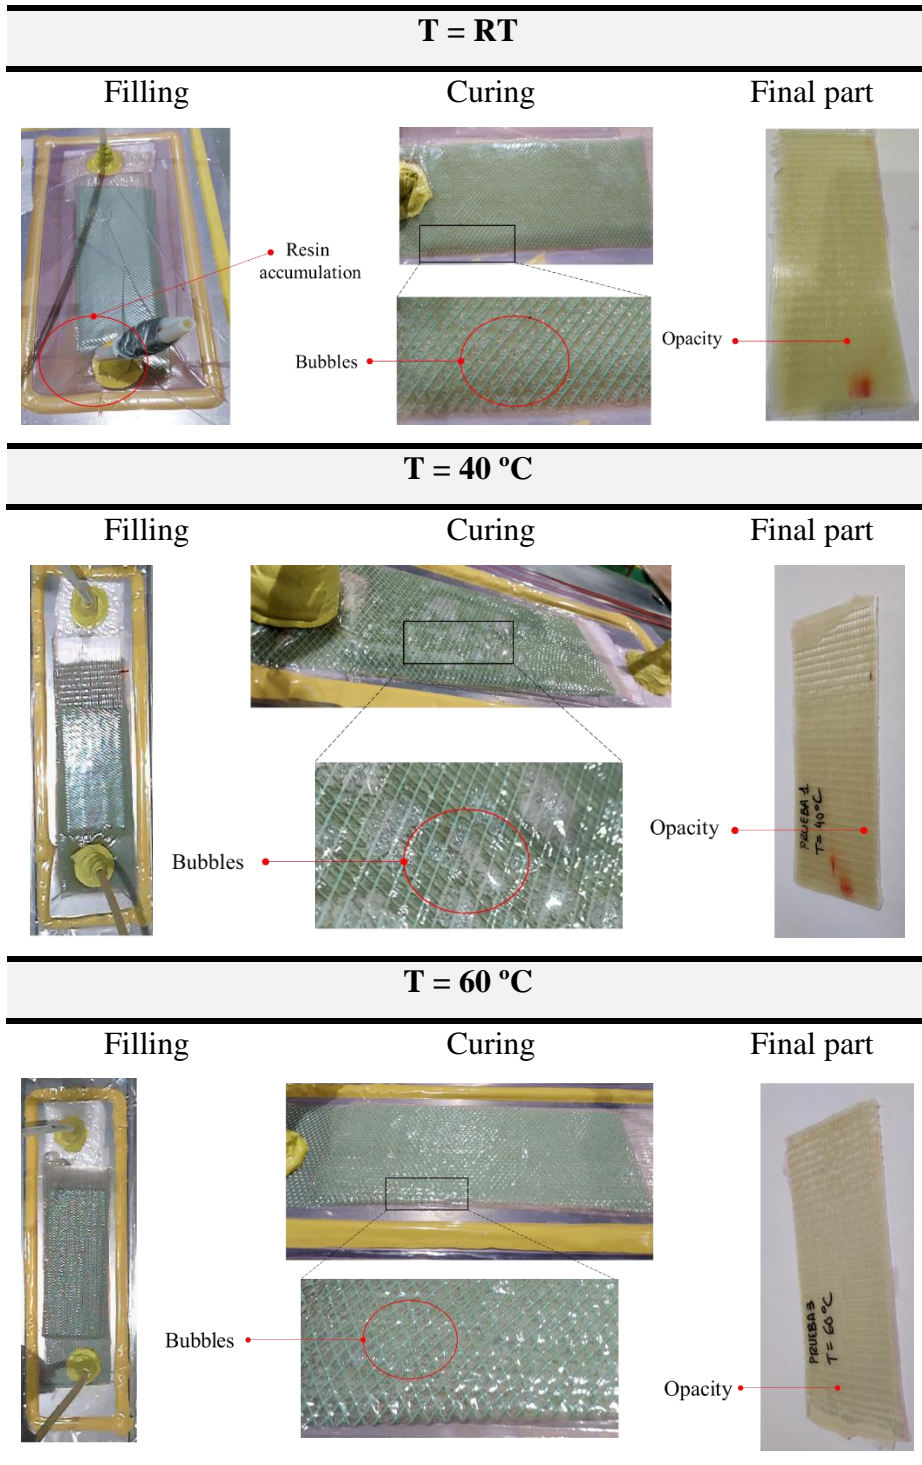 T = RT
Filling Curing Final part
Resin
accumulation
Bubbles
Opacity
T = 40 ºC
Filling Curing Final part
Bubbles
Opacity
PRUEBA 1
T = 40ºC
T = 60 ºC
Filling Curing Final part
Bubbles
Opacity
PRUEBA 3
T = 60ºC